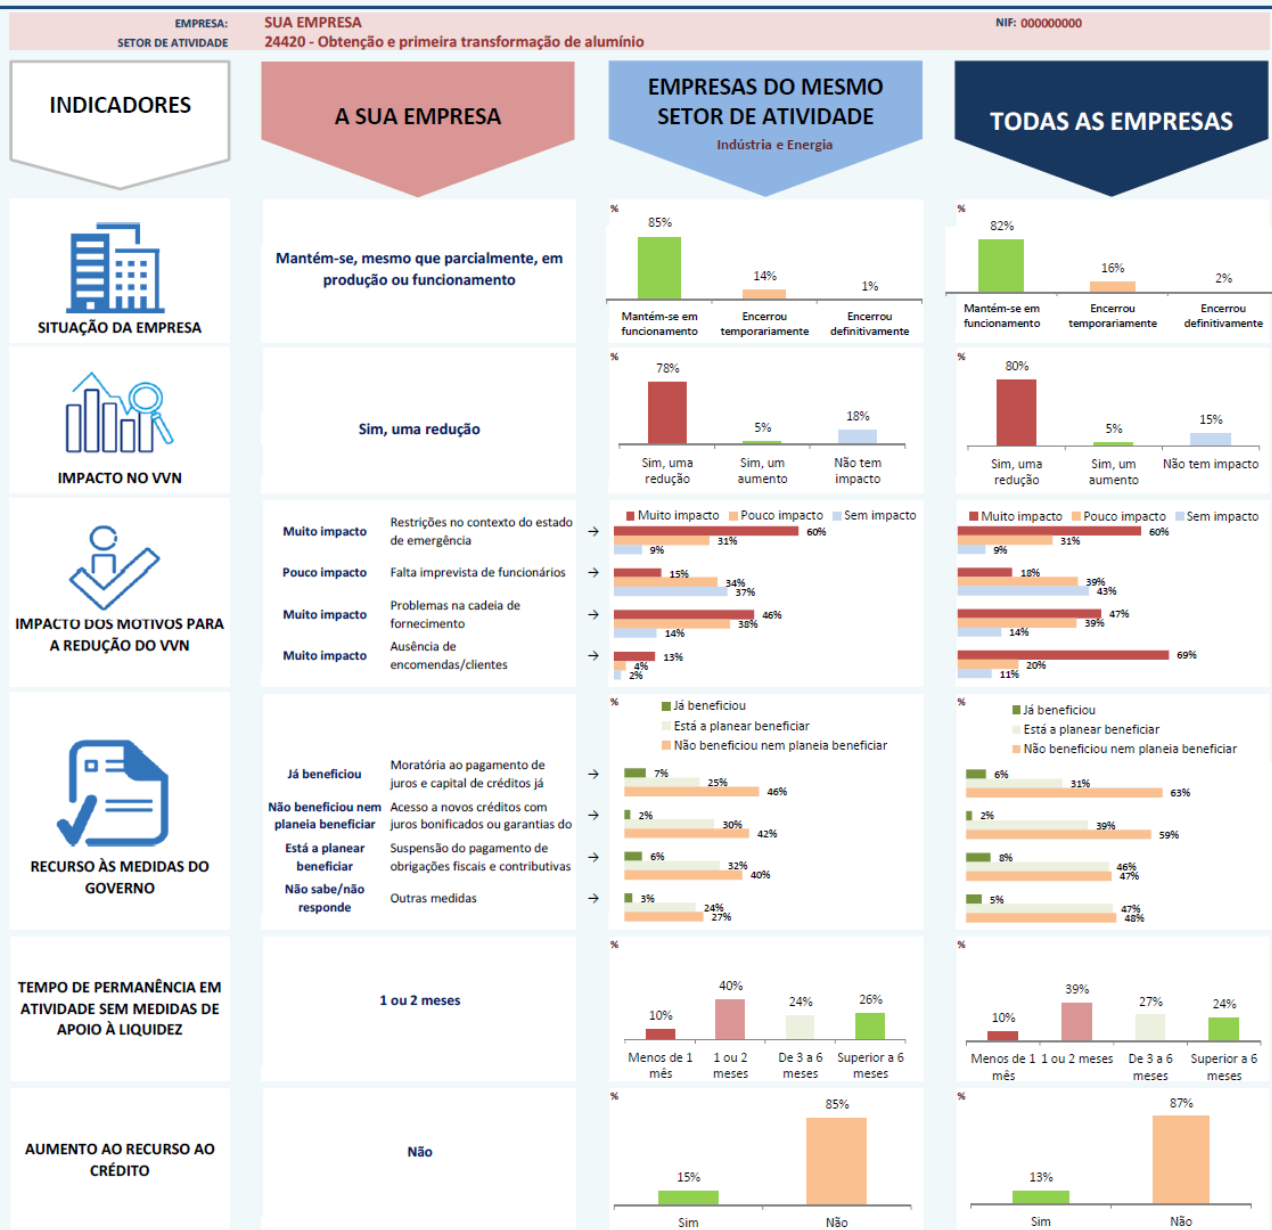 EMPRESA: SUA EMPRESA NIF: 000000000
SETOR DE ATIVIDADE 24420 - Obtenção e primeira transformação de alumínio
INDICADORES
A SUA EMPRESA
EMPRESAS DO MESMO
SETOR DE ATIVIDADE
Indústria e Energia
TODAS AS EMPRESAS
SITUAÇÃO DA EMPRESA
Mantém-se, mesmo que parcialmente, em
produção ou funcionamento
%
85%
14%
1%
Mantém-se em
funcionamento
Encerrou
temporariamente
Encerrou
definitivamente
%
82%
16%
2%
Mantém-se em
funcionamento
Encerrou
temporariamente
Encerrou
definitivamente
IMPACTO NO VVN
Sim, uma redução
%
78%
5%
18%
Sim, uma
redução
Sim, um
aumento
Não tem
impacto
%
80%
5%
15%
Sim, uma
redução
Sim, um
aumento
Não tem impacto
IMPACTO DOS MOTIVOS PARA
A REDUÇÃO DO VVN
Muito impacto
Restrições no contexto do estado
de emergência
→
Pouco impacto
Falta imprevista de funcionários
→
Muito impacto
Problemas na cadeia de
fornecimento
→
Muito impacto
Ausência de
encomendas/clientes
→
Muito impacto Pouco impacto Sem impacto
60%
31%
9%
15%
34%
37%
46%
38%
14%
13%
4%
2%
Muito impacto Pouco impacto Sem impacto
60%
31%
9%
18%
39%
43%
47%
39%
14%
69%
20%
11%
RECURSO ÀS MEDIDAS DO
GOVERNO
Já beneficiou
Moratória ao pagamento de
juros e capital de créditos já
→
Não beneficiou nem
planeia beneficiar
Acesso a novos créditos com
juros bonificados ou garantias do
→
Está a planear
beneficiar
Suspensão do pagamento de
obrigações fiscais e contributivas
→
Não sabe/não
responde
Outras medidas
→
%
Já beneficiou
Está a planear beneficiar
Não beneficiou nem planeia beneficiar
7%
25%
46%
2%
30%
42%
6%
32%
40%
3%
24%
27%
%
Já beneficiou
Está a planear beneficiar
Não beneficiou nem planeia beneficiar
6%
31%
63%
2%
39%
59%
8%
46%
47%
5%
47%
48%
TEMPO DE PERMANÊNCIA EM
ATIVIDADE SEM MEDIDAS DE
APOIO À LIQUIDEZ
1 ou 2 meses
%
10%
40%
24%
26%
Menos de 1
mês
1 ou 2
meses
De 3 a 6
meses
Superior a 6
meses
%
10%
39%
27%
24%
Menos de 1
mês
1 ou 2 meses
De 3 a 6
meses
Superior a 6
meses
AUMENTO AO RECURSO AO
CRÉDITO
Não
%
15%
85%
Sim
Não
%
13%
87%
Sim
Não